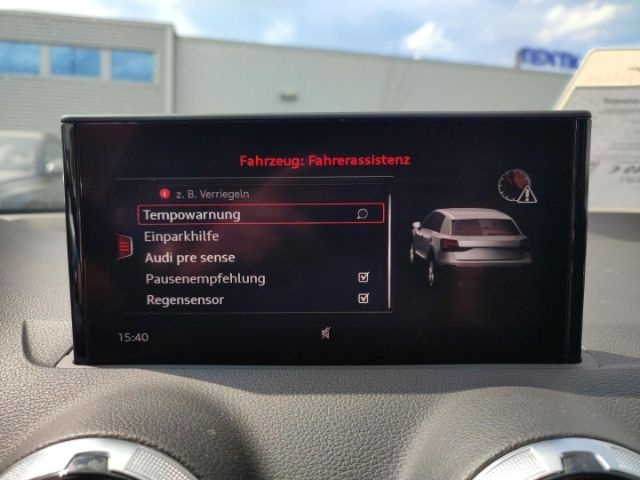 Fahrzeug: Fahrerassistenz
z. B. Verriegeln
Tempowarnung
Einparkhilfe
Audi pre sense
Pausenempfehlung
Regensensor
15:40